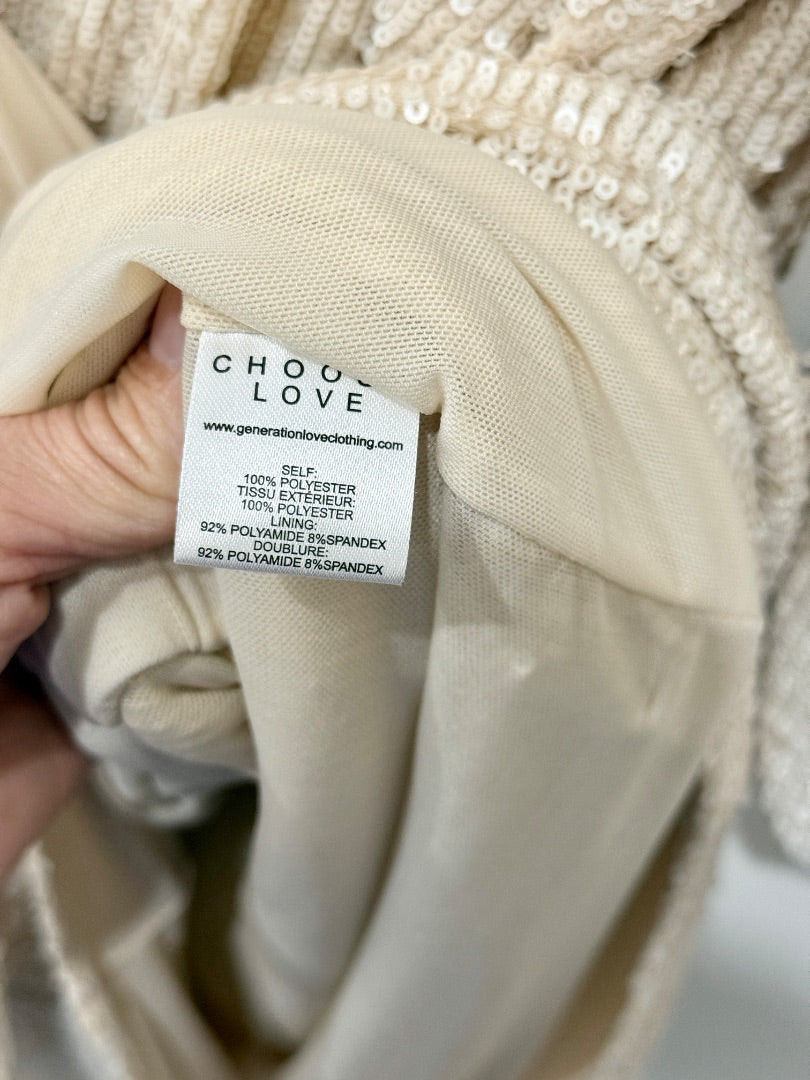 CHOOS
LOVE
www.generationloveclothing.com
SELF:
100% POLYESTER
TISSU EXTÉRIEUR:
100% POLYESTER
LINING:
92% POLYAMIDE 8%SPANDEX
DOUBLURE:
92% POLYAMIDE 8%SPANDEX